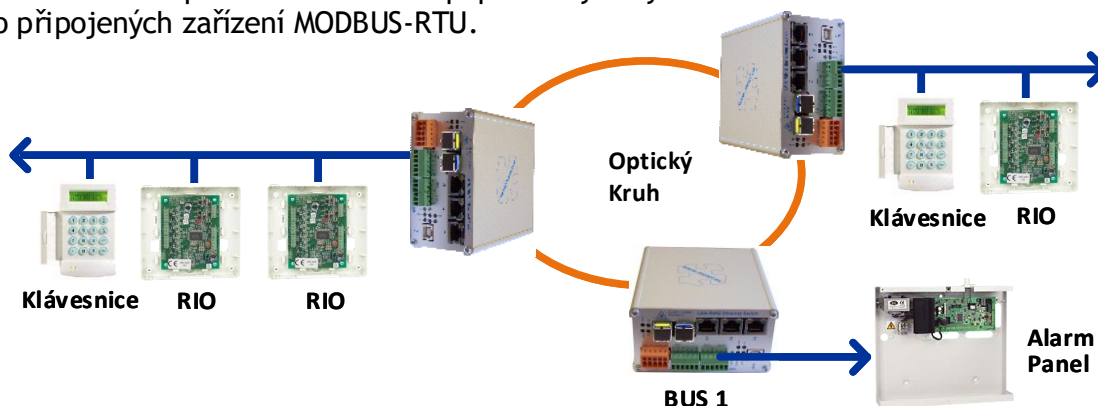 připojených zařízení MODBUS-RTU.
Optický
Kruh
Klávesnice
RIO
Klávesnice
RIO
RIO
Alarm
Panel
BUS 1